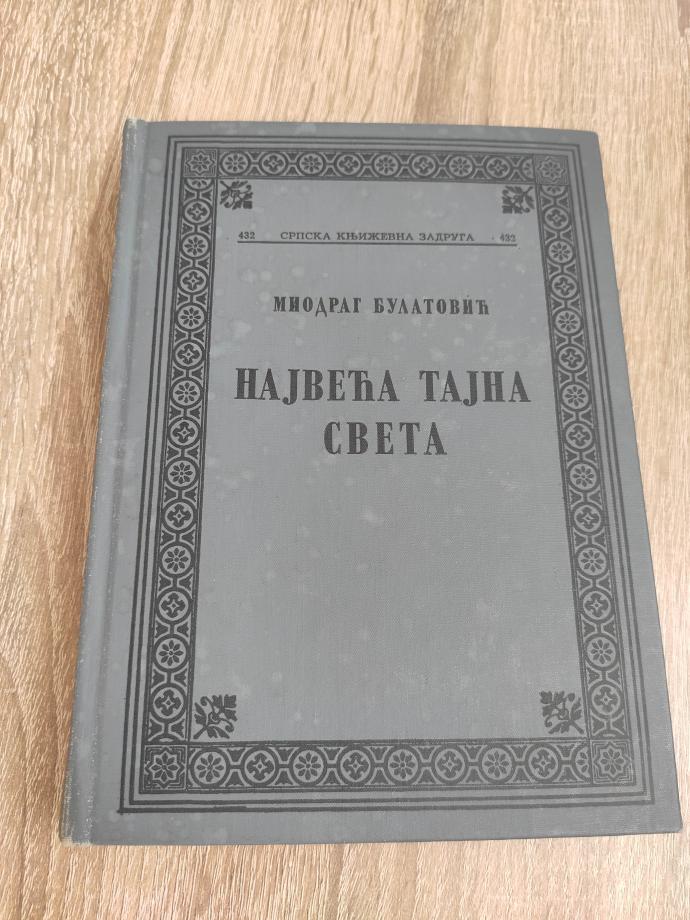 432 СРПСКА КЊИЖЕВНА ЗАДРУГА 432
МИОДРАГ БУЛАТОВИЋ
НАЈВЕЋА ТАЈНА
СВЕТА